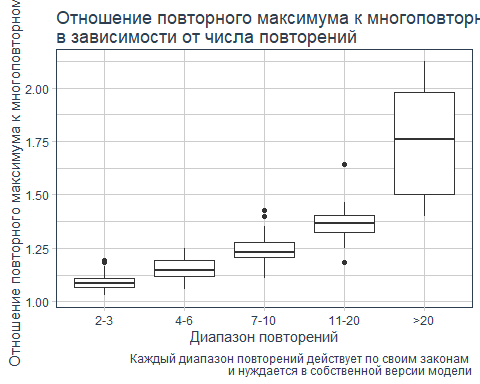 Отношение повторного максимума к
в зависимости от числа повторений
Отношение повторного максимума к
2.00
1.75
1.50
1.25
1.00
2-3
4-6
7-10
11-20
>20
Диапазон повторений
Каждый диапазон повторений действует по своим законам
и нуждается в собственной версии модели